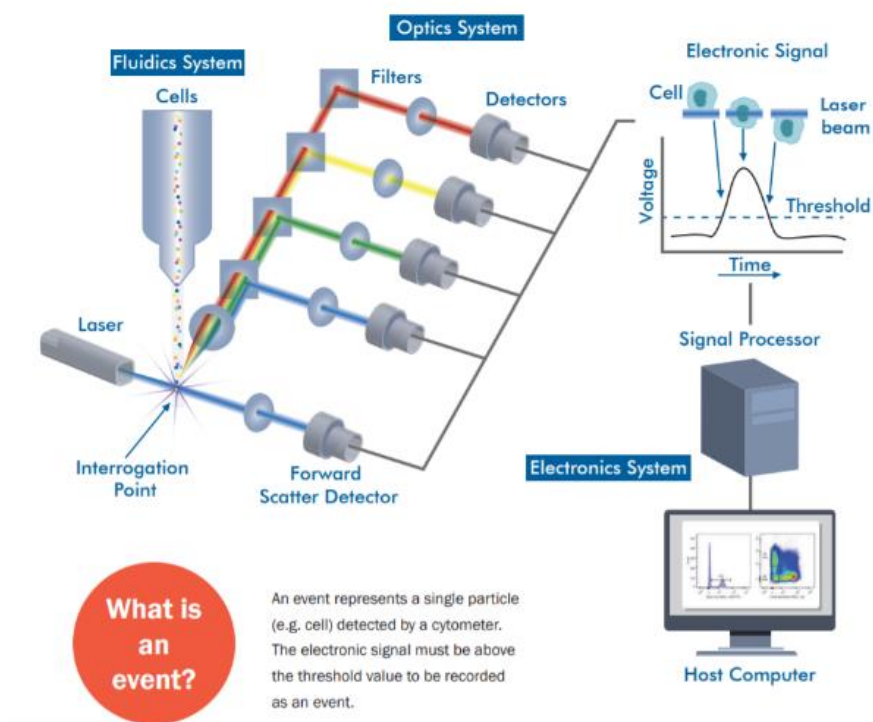 Optics System
Fluidics System
Cells
Filters
Detectors
Laser
Interrogation
Point
Forward
Scatter Detector
Electronic Signal
Cell
Laser
beam
Voltage
Threshold
Time
Signal Processor
Electronics System
Host Computer
What is
an
event?
An event represents a single particle
(e.g. cell) detected by a cytometer.
The electronic signal must be above
the threshold value to be recorded
as an event.